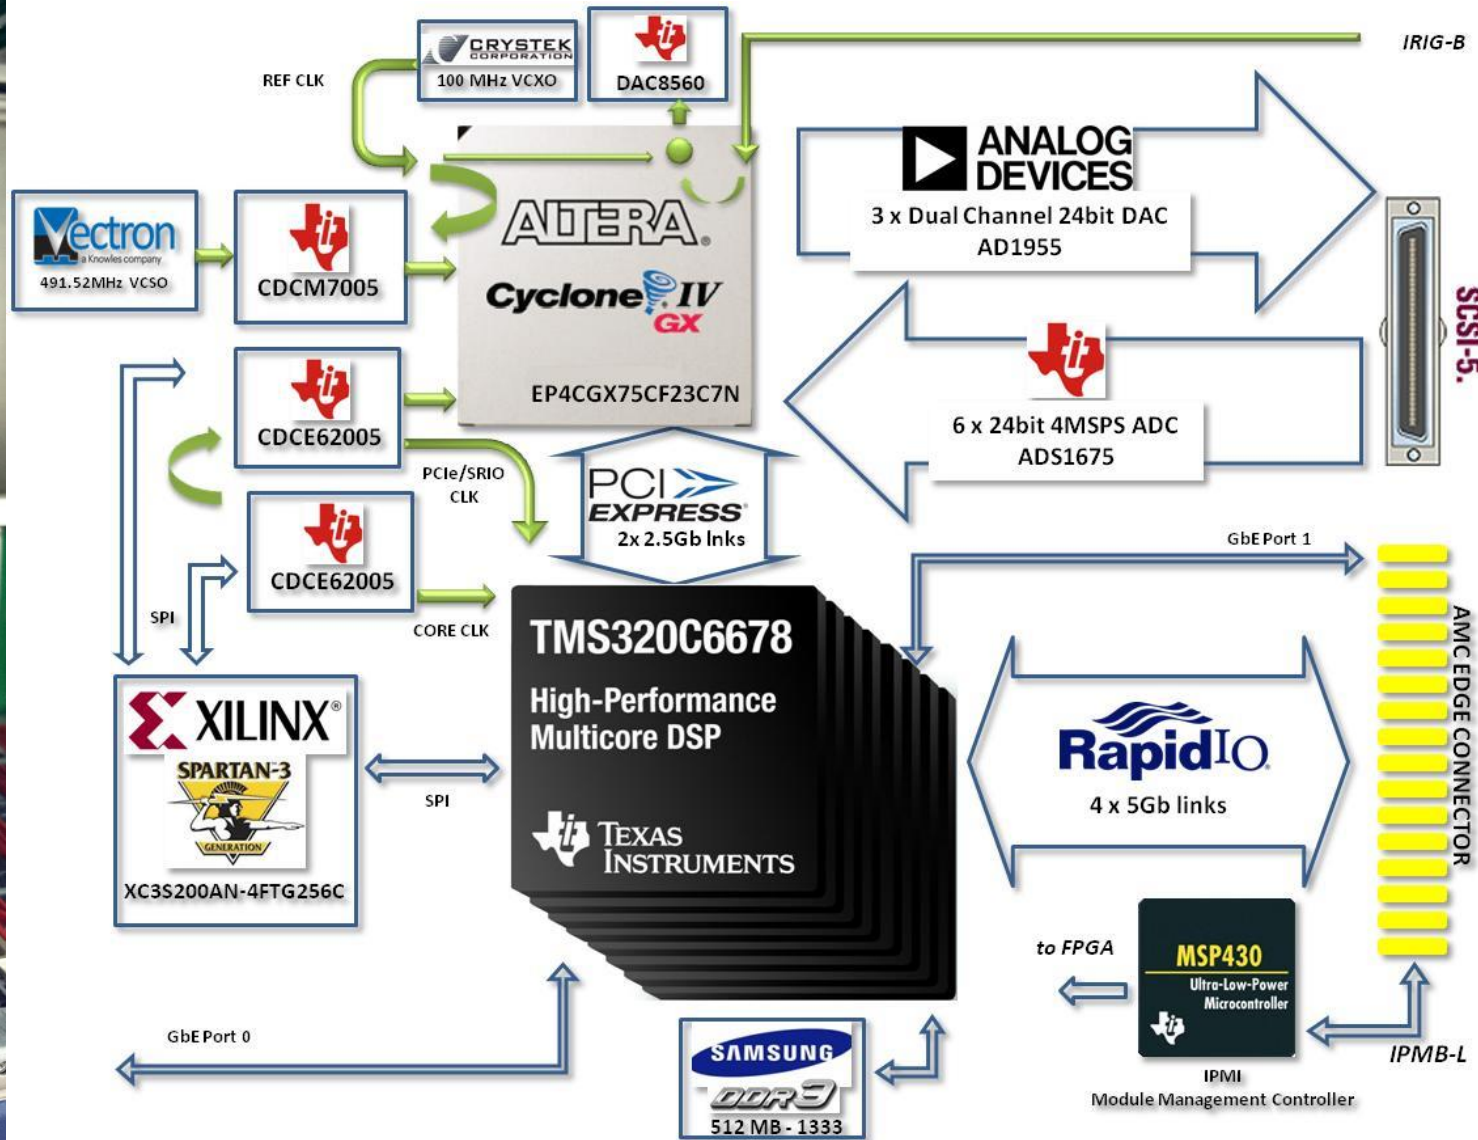 IRIG-B
CRYSTEK
CORPORATION
100 MHz VCXO
DAC8560
REF CLK
ANALOG
DEVICES
3 x Dual Channel 24bit DAC
AD1955
Vectron
a Knowles company
491.52MHz VCSO
CDCM7005
ALTERA®
Cyclone® IV
GX
EP4CGX75CF23C7N
SCSI-5.
6 x 24bit 4MSPS ADC
ADS1675
CDCE62005
PCIe/SRIO
CLK
PCI
EXPRESS®
2x 2.5Gb lnks
CDCE62005
GbE Port 1
SPI
CORE CLK
TMS320C6678
High-Performance
Multicore DSP
TEXAS
INSTRUMENTS
AMC EDGE CONNECTOR
XILINX®
SPARTAN-3
GENERATION
XC3S200AN-4FTG256C
SPI
RapidIO
4 x 5Gb links
to FPGA
MSP430
Ultra-Low-Power
Microcontroller
IPMI
Module Management Controller
IPMB-L
GbE Port 0
SAMSUNG
DDR3
512 MB - 1333